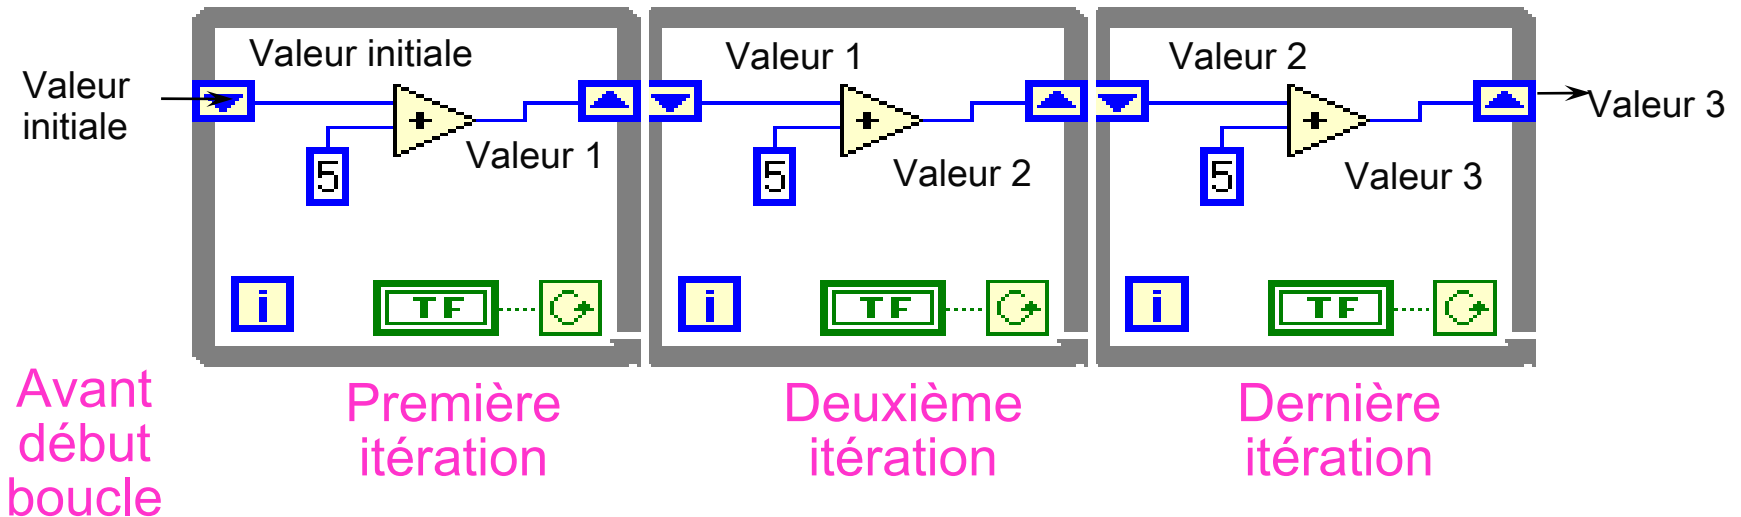 Valeur
initiale
Valeur initiale
Valeur 1
5
i
TF
Valeur 1
Valeur 2
5
i
TF
Valeur 2
Valeur 3
5
i
TF
Valeur 3
Avant
début
boucle
Première
itération
Deuxième
itération
Dernière
itération